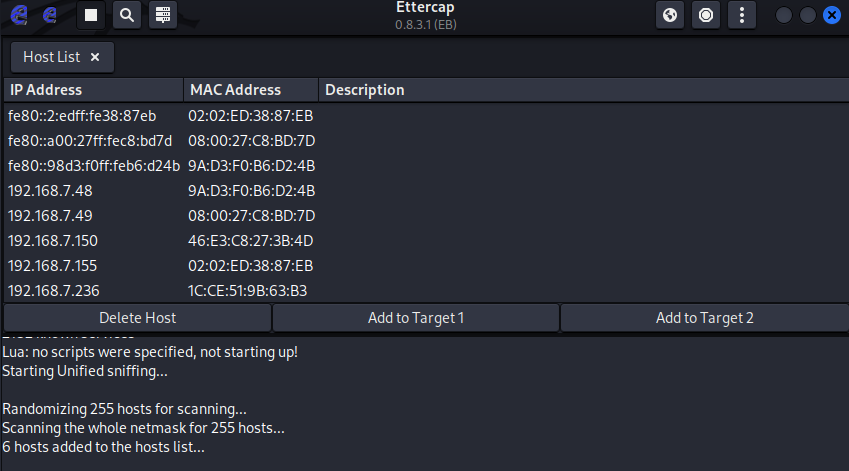 Ettercap
0.8.3.1 (EB)
Host List
IP Address MAC Address Description
fe80::2:edff:fe38:87eb 02:02:ED:38:87:EB
fe80::a00:27ff:fec8:bd7d 08:00:27:C8:BD:7D
fe80::98d3:f0ff:feb6:d24b 9A:D3:F0:B6:D2:4B
192.168.7.48 9A:D3:F0:B6:D2:4B
192.168.7.49 08:00:27:C8:BD:7D
192.168.7.150 46:E3:C8:27:3B:4D
192.168.7.155 02:02:ED:38:87:EB
192.168.7.236 1C:CE:51:9B:63:B3
Delete Host Add to Target 1 Add to Target 2
Lua: no scripts were specified, not starting up!
Starting Unified sniffing...
Randomizing 255 hosts for scanning...
Scanning the whole netmask for 255 hosts...
6 hosts added to the hosts list...